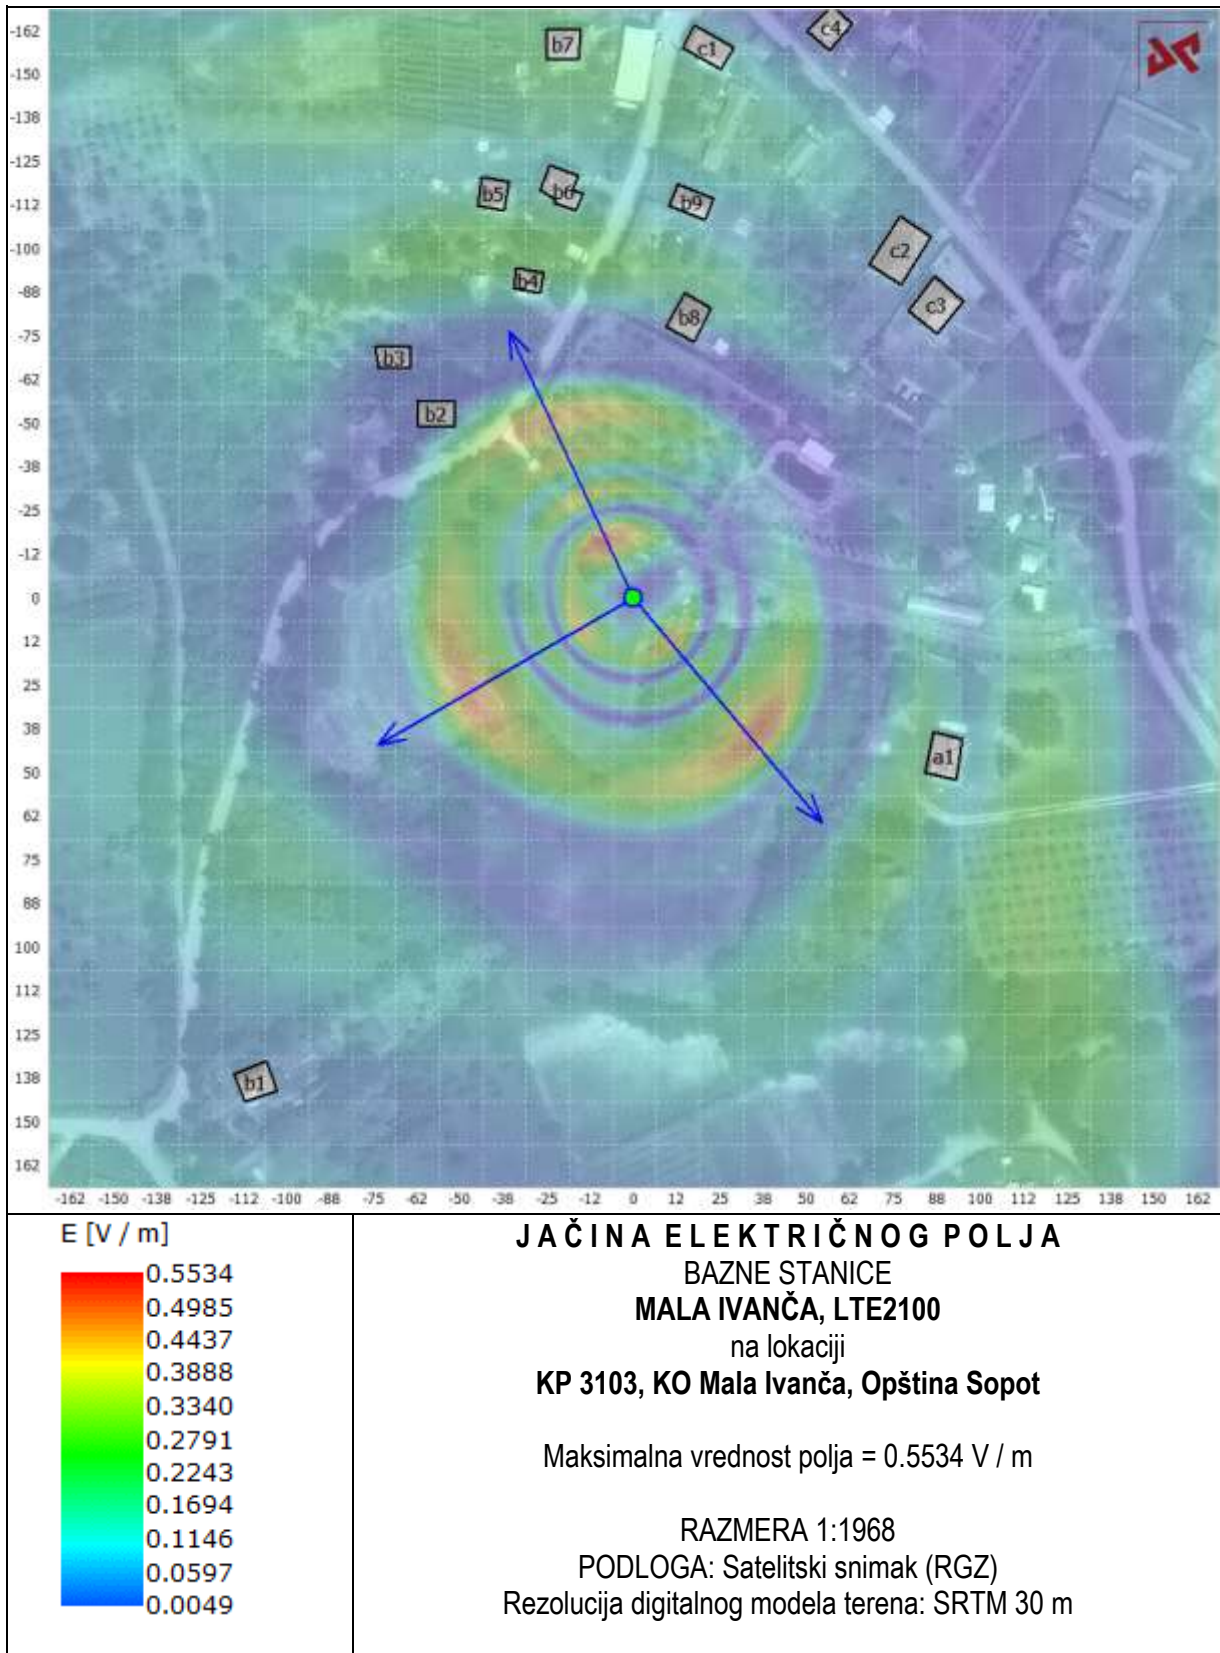 -162
-150
-138
-125
-112
-100
-88
-75
-62
-50
-38
-25
-12
0
12
25
38
50
62
75
88
100
112
125
138
150
162
b7
c1
c4
b5
b6
b9
c2
b4
c3
b8
b3
b2
a1
b1
-162 -150 -138 -125 -112 -100 -88 -75 -62 -50 -38 -25 -12 0 12 25 38 50 62 75 88 100 112 125 138 150 162
E [V / m]
0.5534
0.4985
0.4437
0.3888
0.3340
0.2791
0.2243
0.1694
0.1146
0.0597
0.0049
JAČINA ELEKTRIČNOG POLJA
BAZNE STANICE
MALA IVANČA, LTE2100
na lokaciji
KP 3103, KO Mala Ivanča, Opština Sopot
Maksimalna vrednost polja = 0.5534 V / m
RAZMERA 1:1968
PODLOGA: Satelitski snimak (RGZ)
Rezolucija digitalnog modela terena: SRTM 30 m